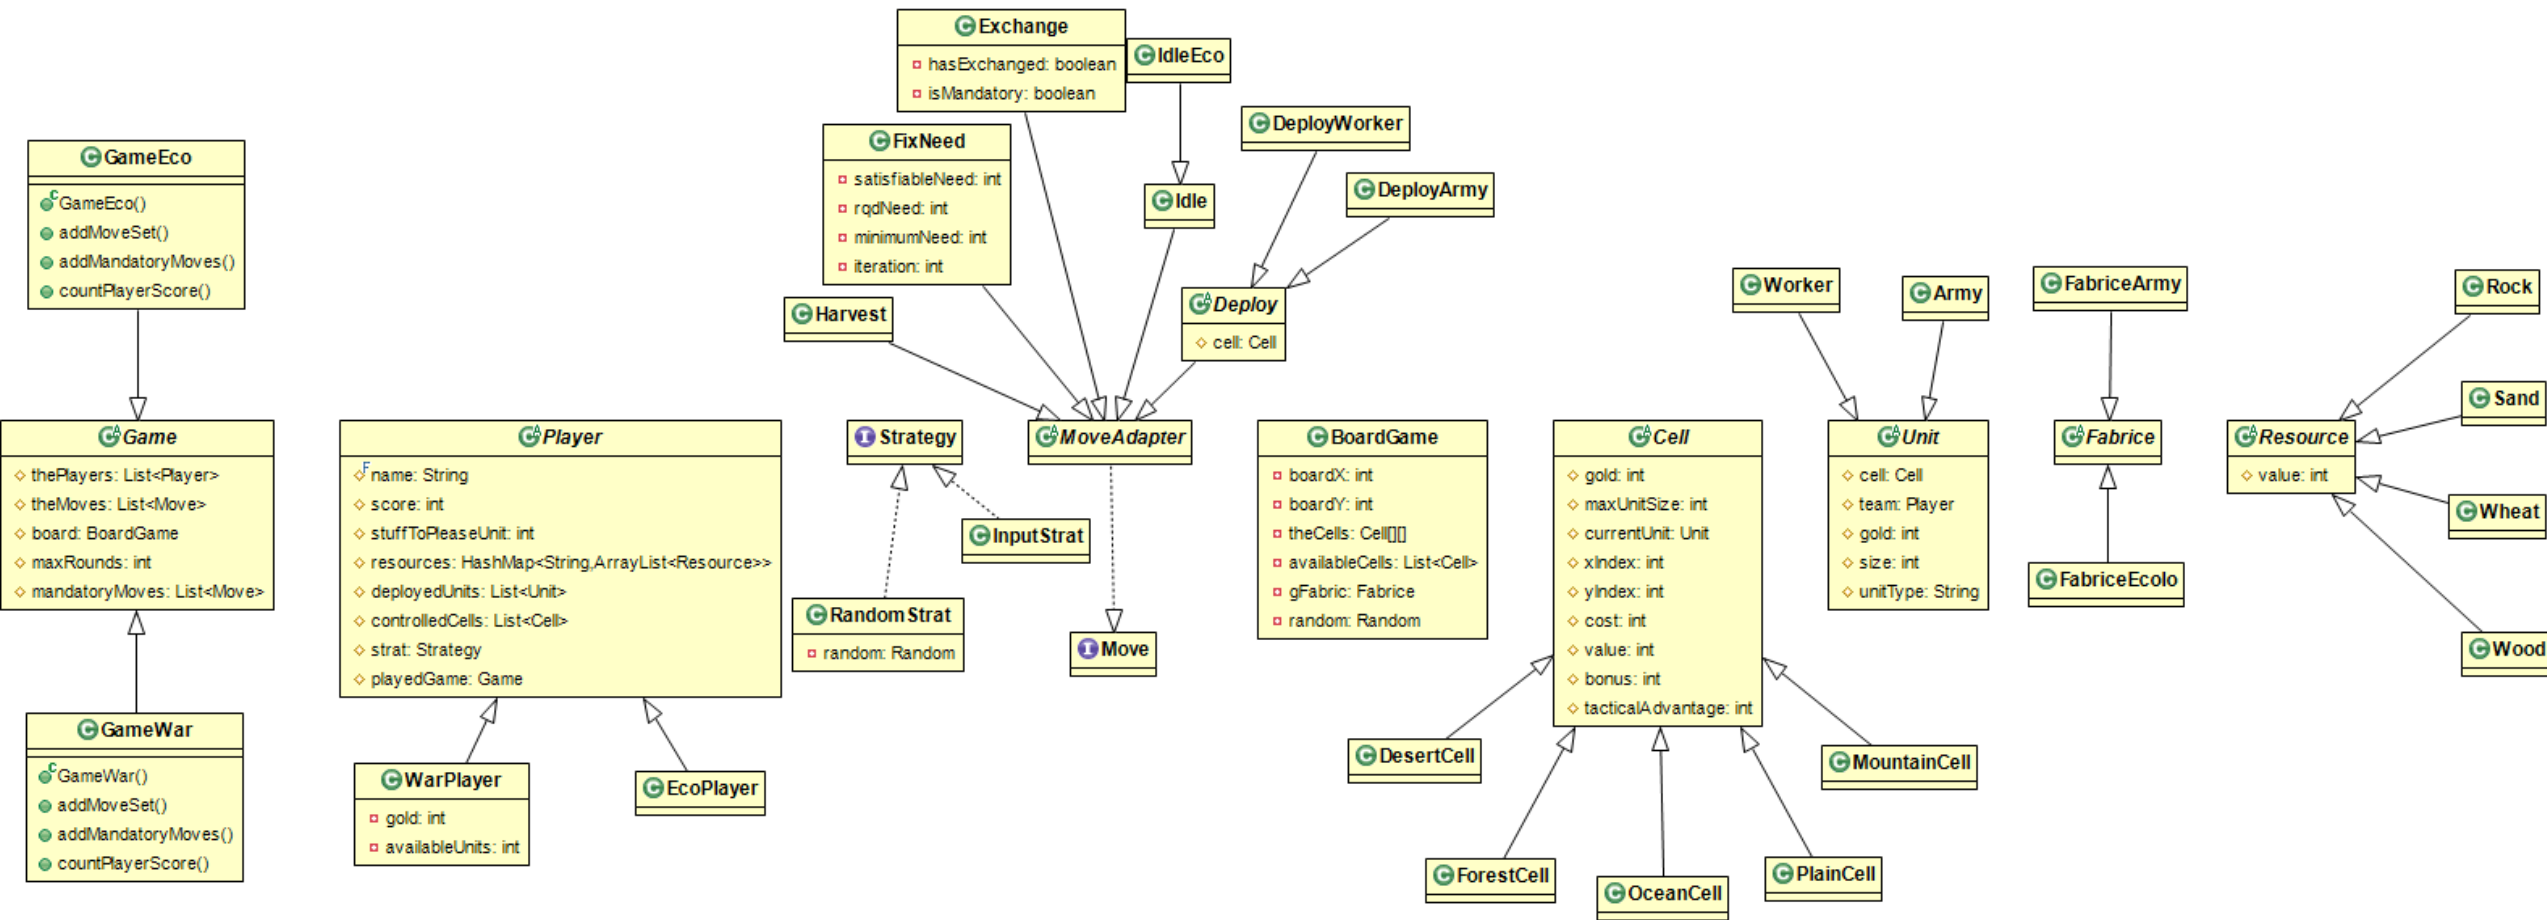 Exchange
hasExchanged: boolean
isMandatory: boolean
IdleEco
DeployWorker
FixNeed
satisfiableNeed: int
rqdNeed: int
minimumNeed: int
iteration: int
GameEco
GameEco()
addMoveSet()
addMandatoryMoves()
countPlayerScore()
DeployArmy
Idle
Harvest
Deploy
cell: Cell
Worker
Army
FabriceArmy
Rock
Sand
Game
thePlayers: List<Player>
theMoves: List<Move>
board: BoardGame
maxRounds: int
mandatoryMoves: List<Move>
Player
name: String
score: int
stuffToPleaseUnit: int
resources: HashMap<String,ArrayList<Resource>>
deployedUnits: List<Unit>
controlledCells: List<Cell>
strat: Strategy
playedGame: Game
Strategy
MoveAdapter
InputStrat
RandomStrat
random: Random
Move
BoardGame
boardX: int
boardY: int
theCells: Cell[][]
availableCells: List<Cell>
gFabric: Fabrice
random: Random
Cell
gold: int
maxUnitSize: int
currentUnit: Unit
xIndex: int
yIndex: int
cost: int
value: int
bonus: int
tacticalAdvantage: int
Unit
cell: Cell
team: Player
gold: int
size: int
unitType: String
Fabrice
FabriceEcolo
Resource
value: int
Wheat
Wood
GameWar
GameWar()
addMoveSet()
addMandatoryMoves()
countPlayerScore()
WarPlayer
gold: int
availableUnits: int
EcoPlayer
DesertCell
MountainCell
ForestCell
OceanCell
PlainCell